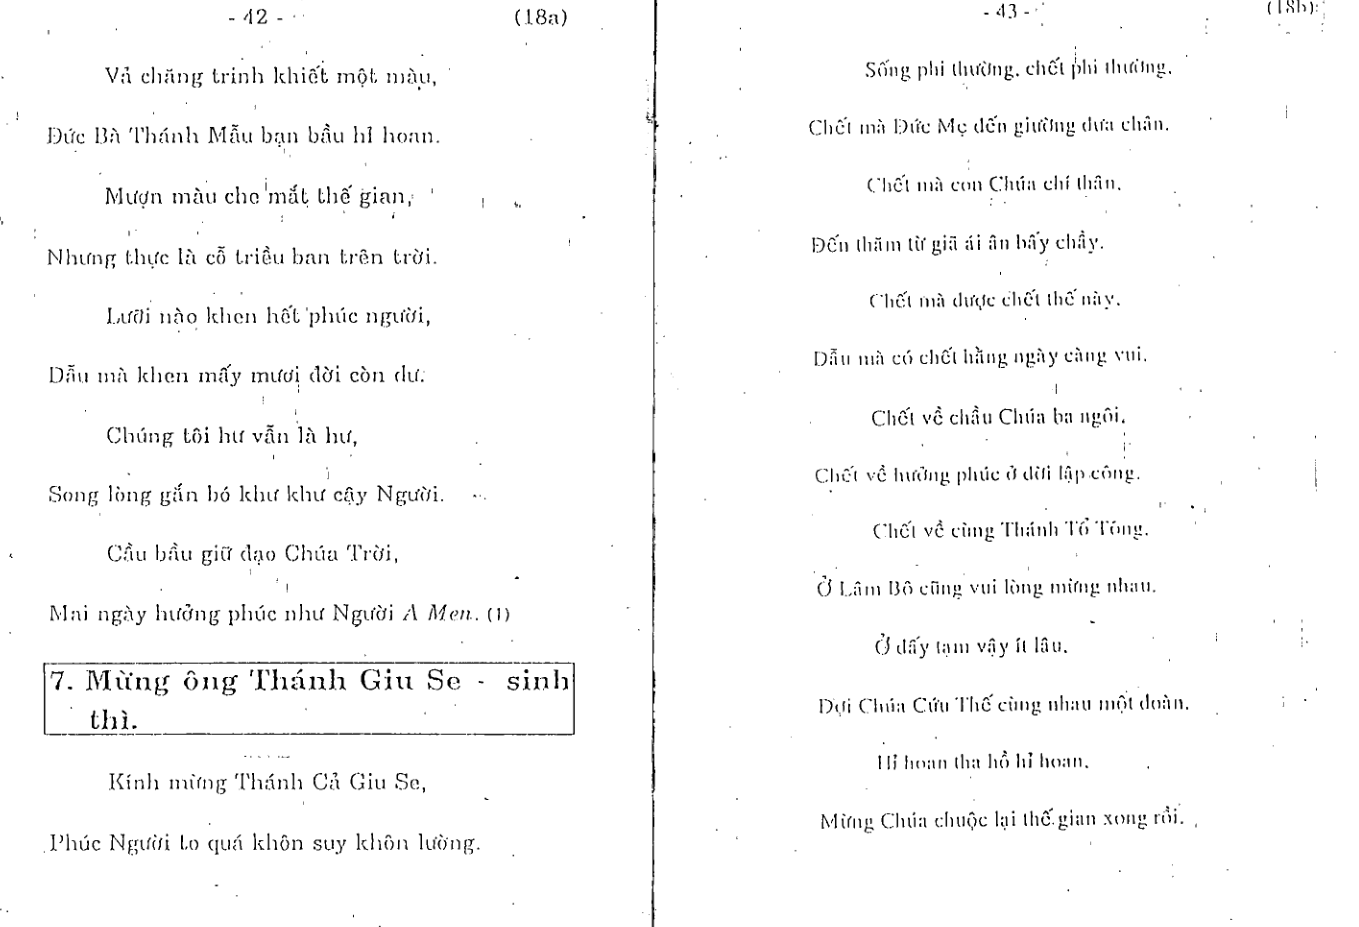 - 42 -
(18a)
Vả chăng trinh khiết một màu,
Đức Bà Thánh Mẫu bạn bầu hỉ hoan.
Mượn màu che mắt thế gian,
Nhưng thực là cỗ triều ban trên trời.
Lưỡi nào khen hết phúc người,
Dẫu mà khen mấy mươi đời còn dư.
Chúng tôi hư vẫn là hư,
Song lòng gắn bó khư khư cậy Người.
Cầu bầu giữ đạo Chúa Trời,
Mai ngày hưởng phúc như Người A Men. (1)
7. Mừng ông Thánh Giu Se - sinh
thì.
Kính mừng Thánh Cả Giu Se,
Phúc Người to quá khôn suy khôn lường.
- 43 -
(18b)
Sống phi thường, chết phi thường,
Chết mà Đức Mẹ đến giường đưa chân.
Chết mà con Chúa chí thân,
Đến thăm từ giã ái ân bấy chầy.
Chết mà được chết thế này,
Dẫu mà có chết hằng ngày càng vui.
Chết về chầu Chúa ba ngôi,
Chết về hưởng phúc ở đời lập công.
Chết về cùng Thánh Tổ Tông,
Ở Lâm Bô cũng vui lòng mừng nhau.
Ở đấy tạm vậy ít lâu,
Đợi Chúa Cứu Thế cùng nhau một đoàn.
Hỉ hoan tha hồ hỉ hoan,
Mừng Chúa chuộc lại thế gian xong rồi.